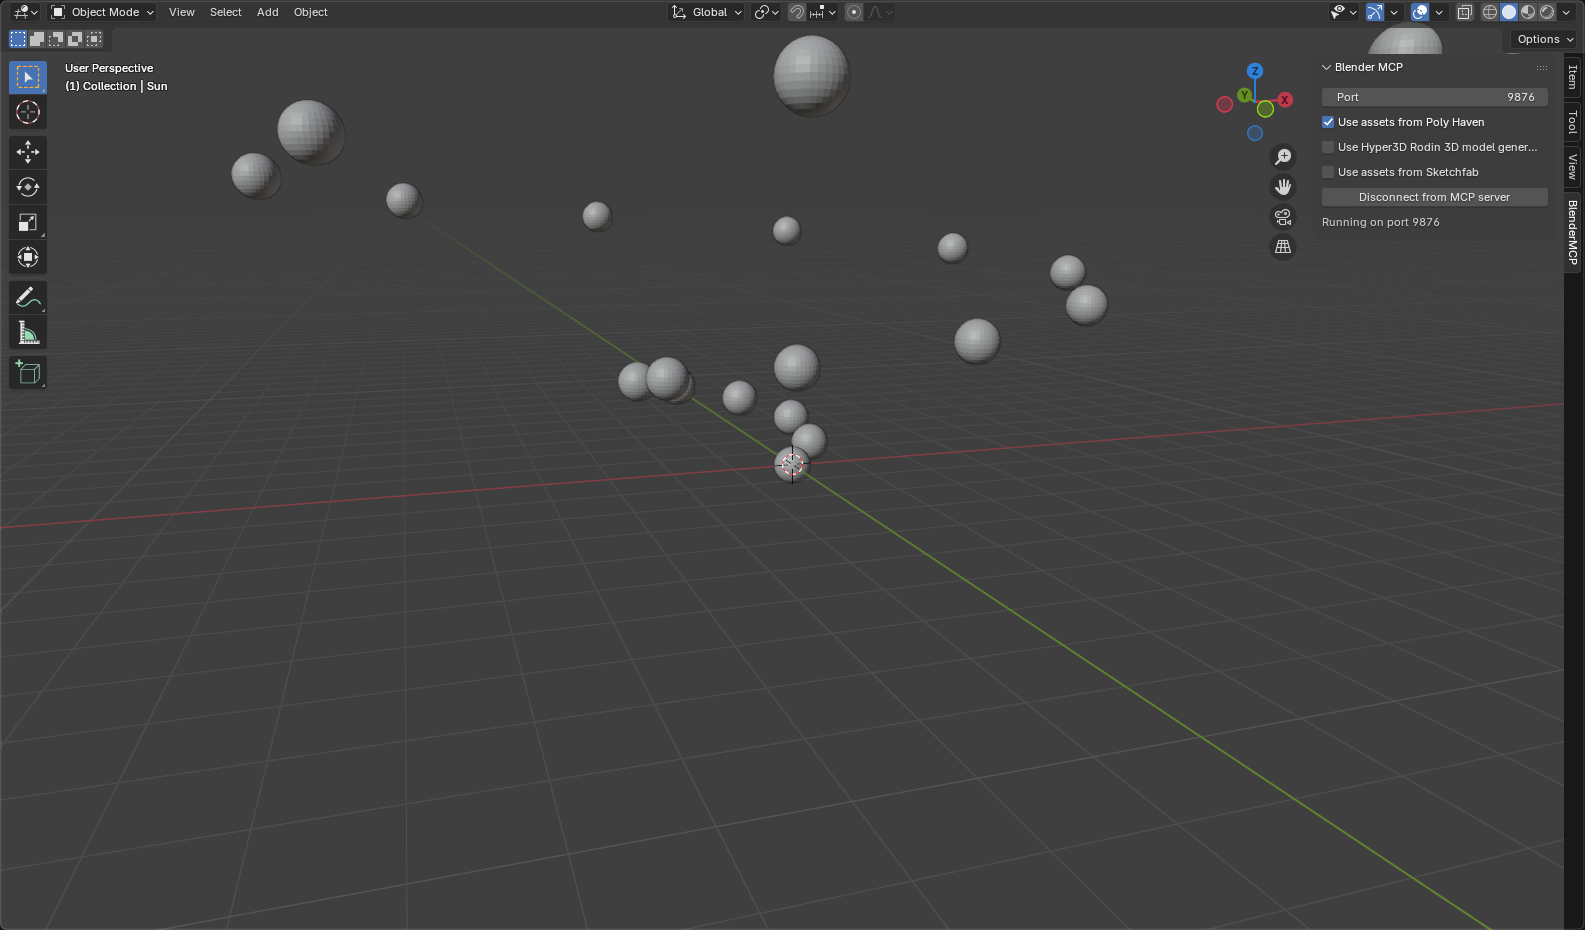 Object Mode View Select Add Object Global
Options
User Perspective
(1) Collection | Sun
Z
Y
X
Blender MCP
Port 9876
Use assets from Poly Haven
Use Hyper3D Rodin 3D model gener...
Use assets from Sketchfab
Disconnect from MCP server
Running on port 9876
Item
Tool
View
BlenderMCP